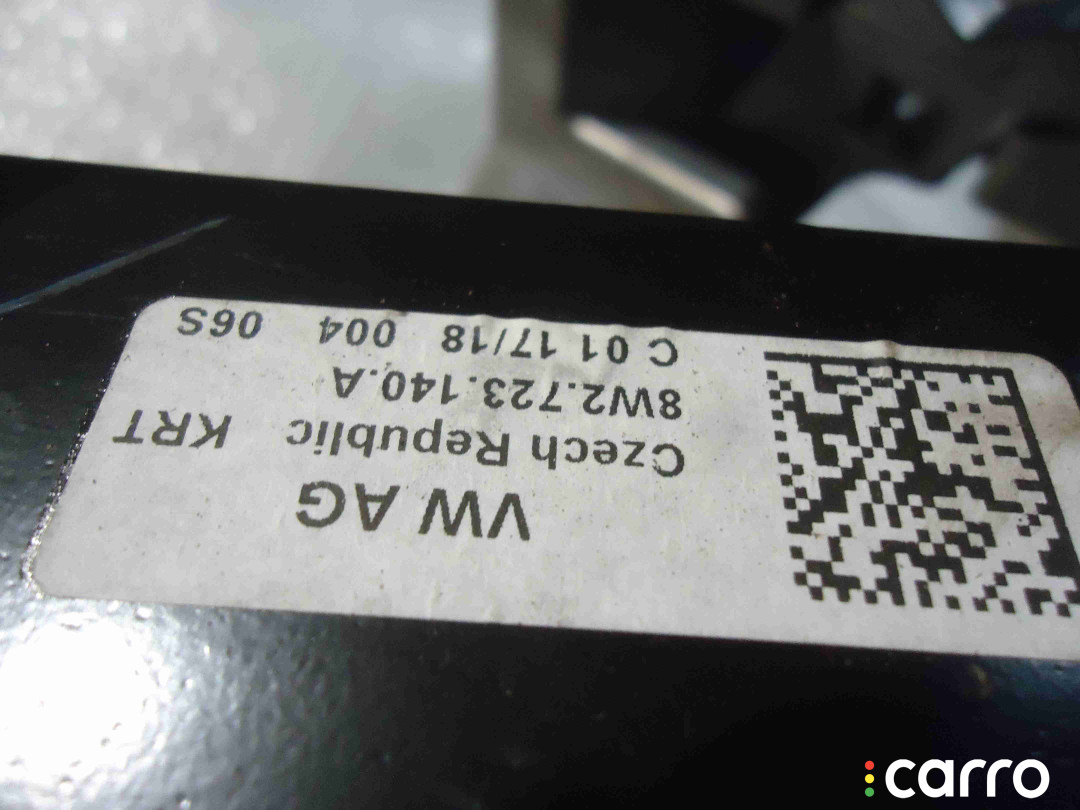 VW AG
Czech Republic KRT
8W2.723.140.A
C 01 17/18 004 06S
carro